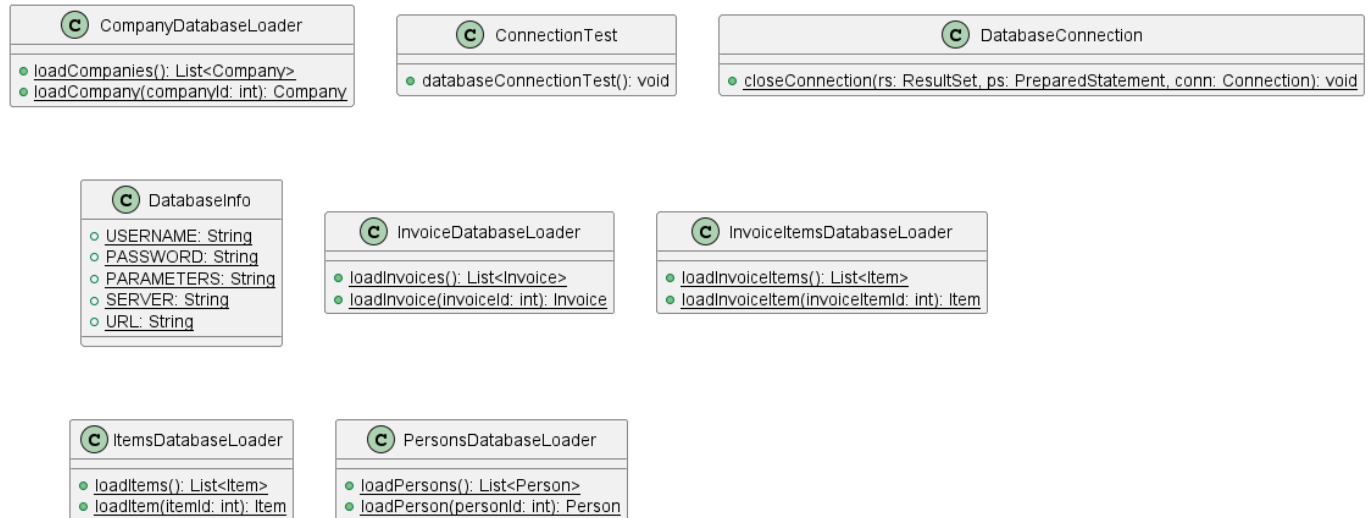 C CompanyDatabaseLoader
loadCompanies(): List<Company>
loadCompany(companyId: int): Company
C ConnectionTest
databaseConnectionTest(): void
C DatabaseConnection
closeConnection(rs: ResultSet, ps: PreparedStatement, conn: Connection): void
C DatabaseInfo
USERNAME: String
PASSWORD: String
PARAMETERS: String
SERVER: String
URL: String
C InvoiceDatabaseLoader
loadInvoices(): List<Invoice>
loadInvoice(invoiceId: int): Invoice
C InvoiceItemsDatabaseLoader
loadInvoiceItems(): List<Item>
loadInvoiceItem(invoiceItemId: int): Item
C ItemsDatabaseLoader
loadItems(): List<Item>
loadItem(itemId: int): Item
C PersonsDatabaseLoader
loadPersons(): List<Person>
loadPerson(personId: int): Person